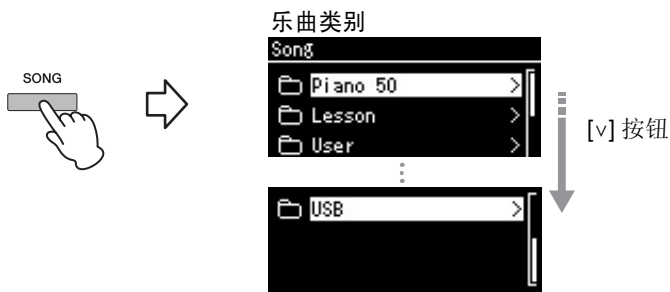 乐曲类别
Song
SONG
Piano 50
Lesson
User
[∨] 按钮
USB